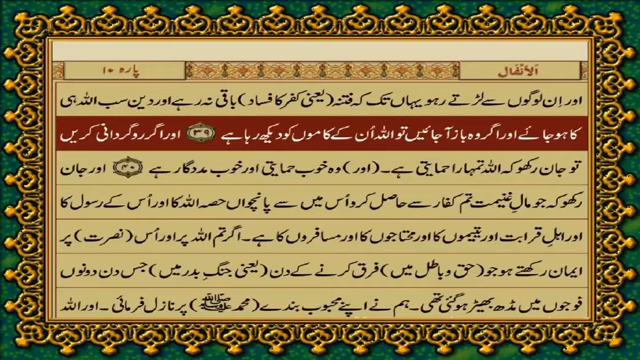 پارہ ۱۰ اَلْاَنْفَال
اور اِن لوگوں سے لڑتے رہو یہاں تک کہ فتنہ (یعنی کفر کا فساد) باقی نہ رہے اور دین سب اللہ ہی
کا ہو جائے اور اگر وہ باز آجائیں تو اللہ اُن کے کاموں کو دیکھ رہا ہے ﴿۳۹﴾ اور اگر روگردانی کریں
تو جان رکھو کہ اللہ تمہارا حمایتی ہے۔ (اور) وہ خوب حمایتی اور خوب مددگار ہے ﴿۴۰﴾ اور جان
رکھو کہ جو مالِ غنیمت تم کفار سے حاصل کرو اُس میں سے پانچواں حصہ اللہ کا اور اُس کے رسول کا
اور اہلِ قرابت اور یتیموں کا اور محتاجوں کا اور مسافروں کا ہے۔ اگر تم اللہ پر اور اُس (نصرت) پر
ایمان رکھتے ہو جو (حق و باطل میں) فرق کرنے کے دن (یعنی جنگِ بدر میں) جس دن دونوں
فوجوں میں مڈھ بھیڑ ہو گئی تھی۔ ہم نے اپنے محبوب بندے (محمد ﷺ) پر نازل فرمائی۔ اور اللہ